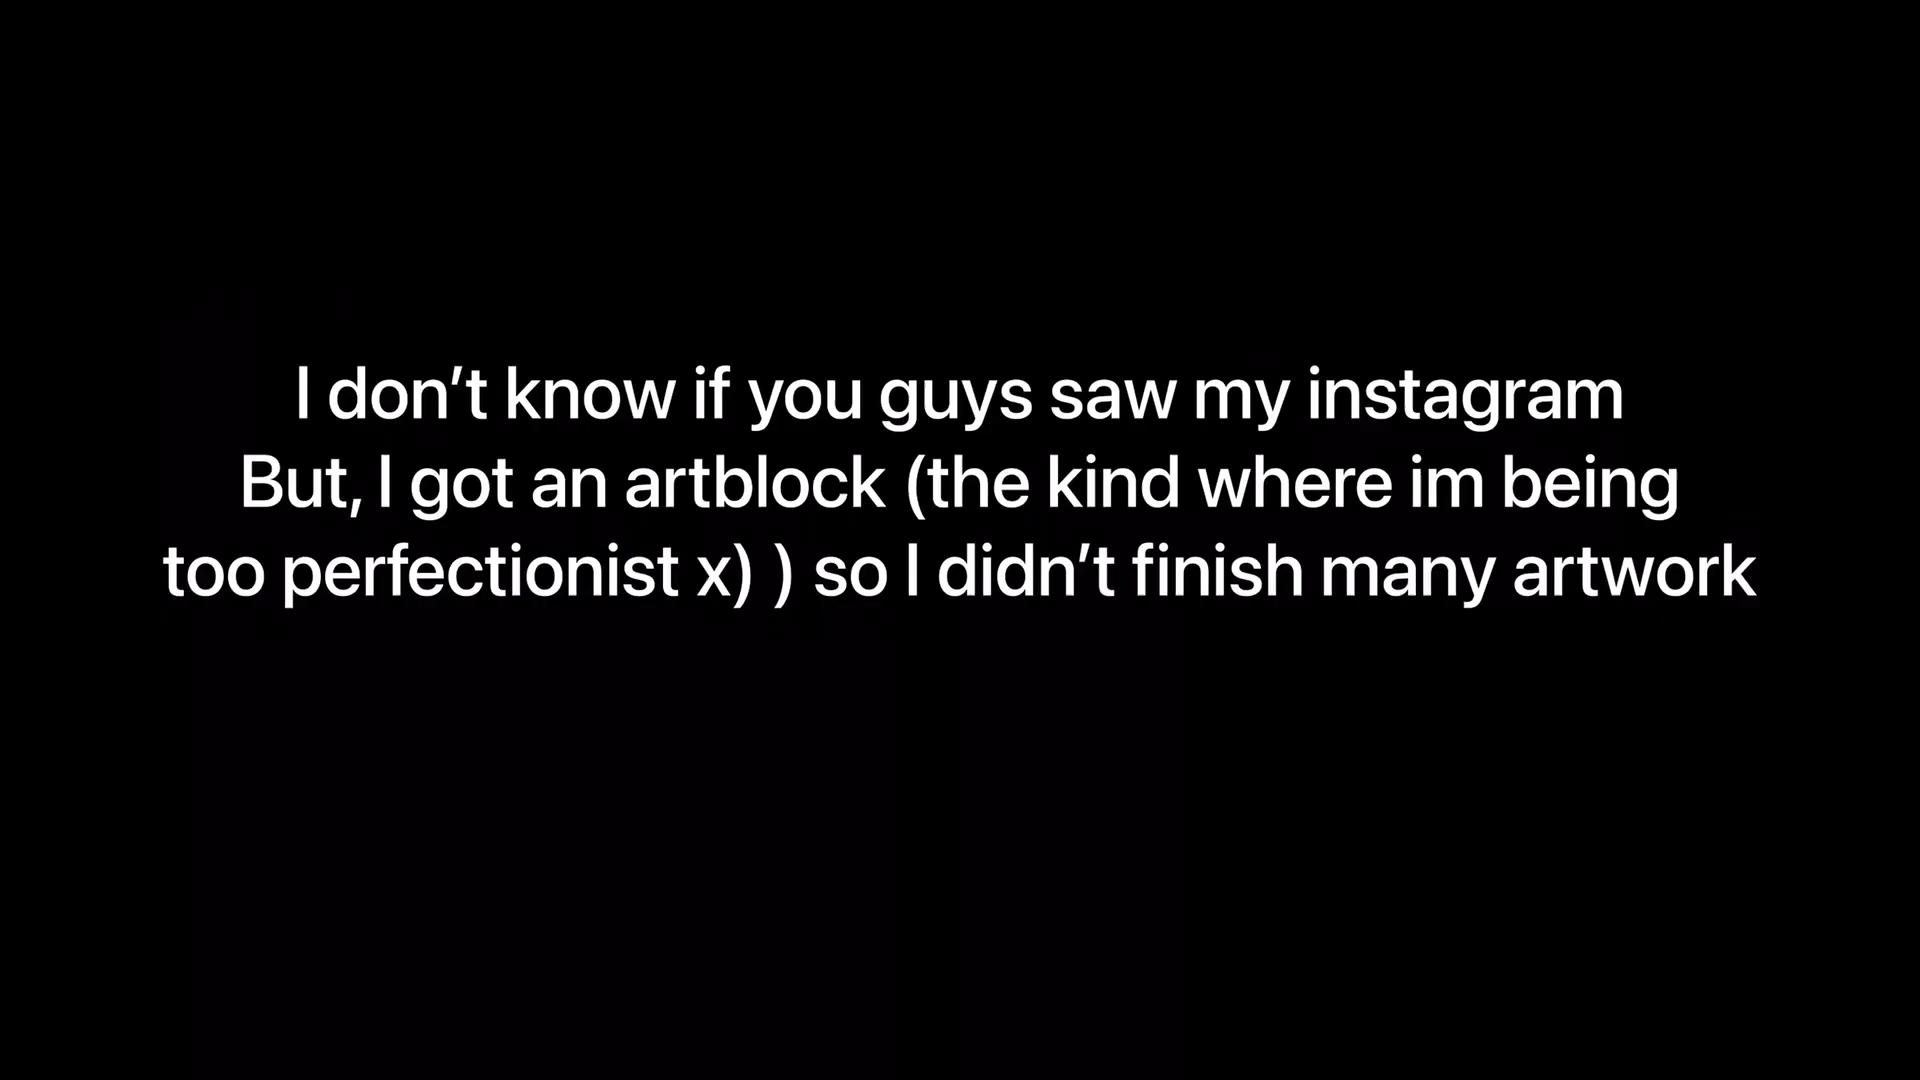 I don’t know if you guys saw my instagram
But, I got an artblock (the kind where im being
too perfectionist x) ) so I didn’t finish many artwork